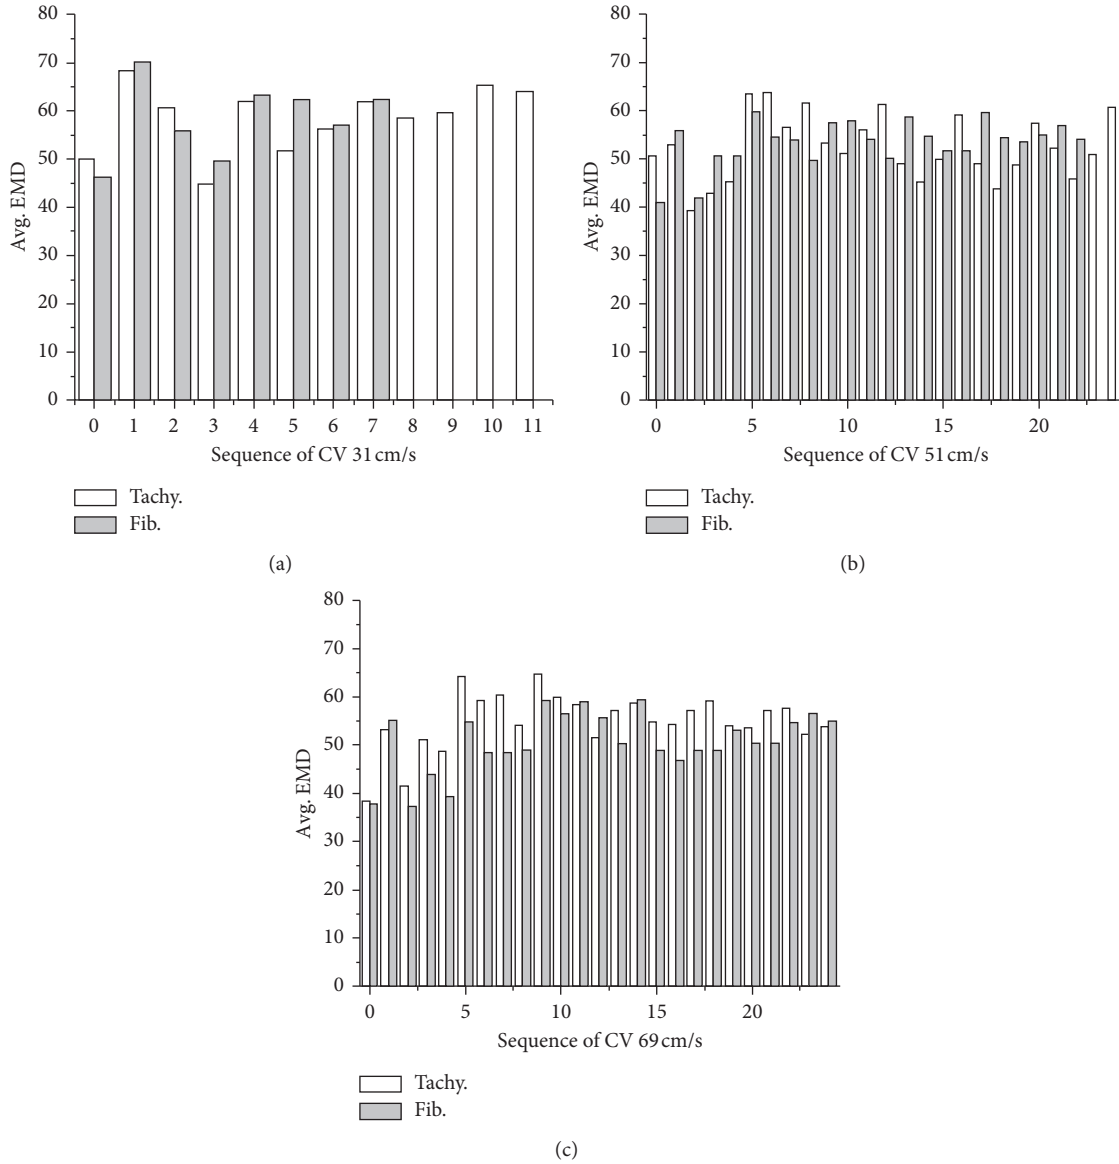 80
70
60
50
40
30
20
10
0
Avg. EMD
0 1 2 3 4 5 6 7 8 9 10 11
Sequence of CV 31 cm/s
Tachy.
Fib.
(a)
80
70
60
50
40
30
20
10
0
Avg. EMD
0 5 10 15 20
Sequence of CV 51 cm/s
Tachy.
Fib.
(b)
80
70
60
50
40
30
20
10
0
Avg. EMD
0 5 10 15 20
Sequence of CV 69 cm/s
Tachy.
Fib.
(c)